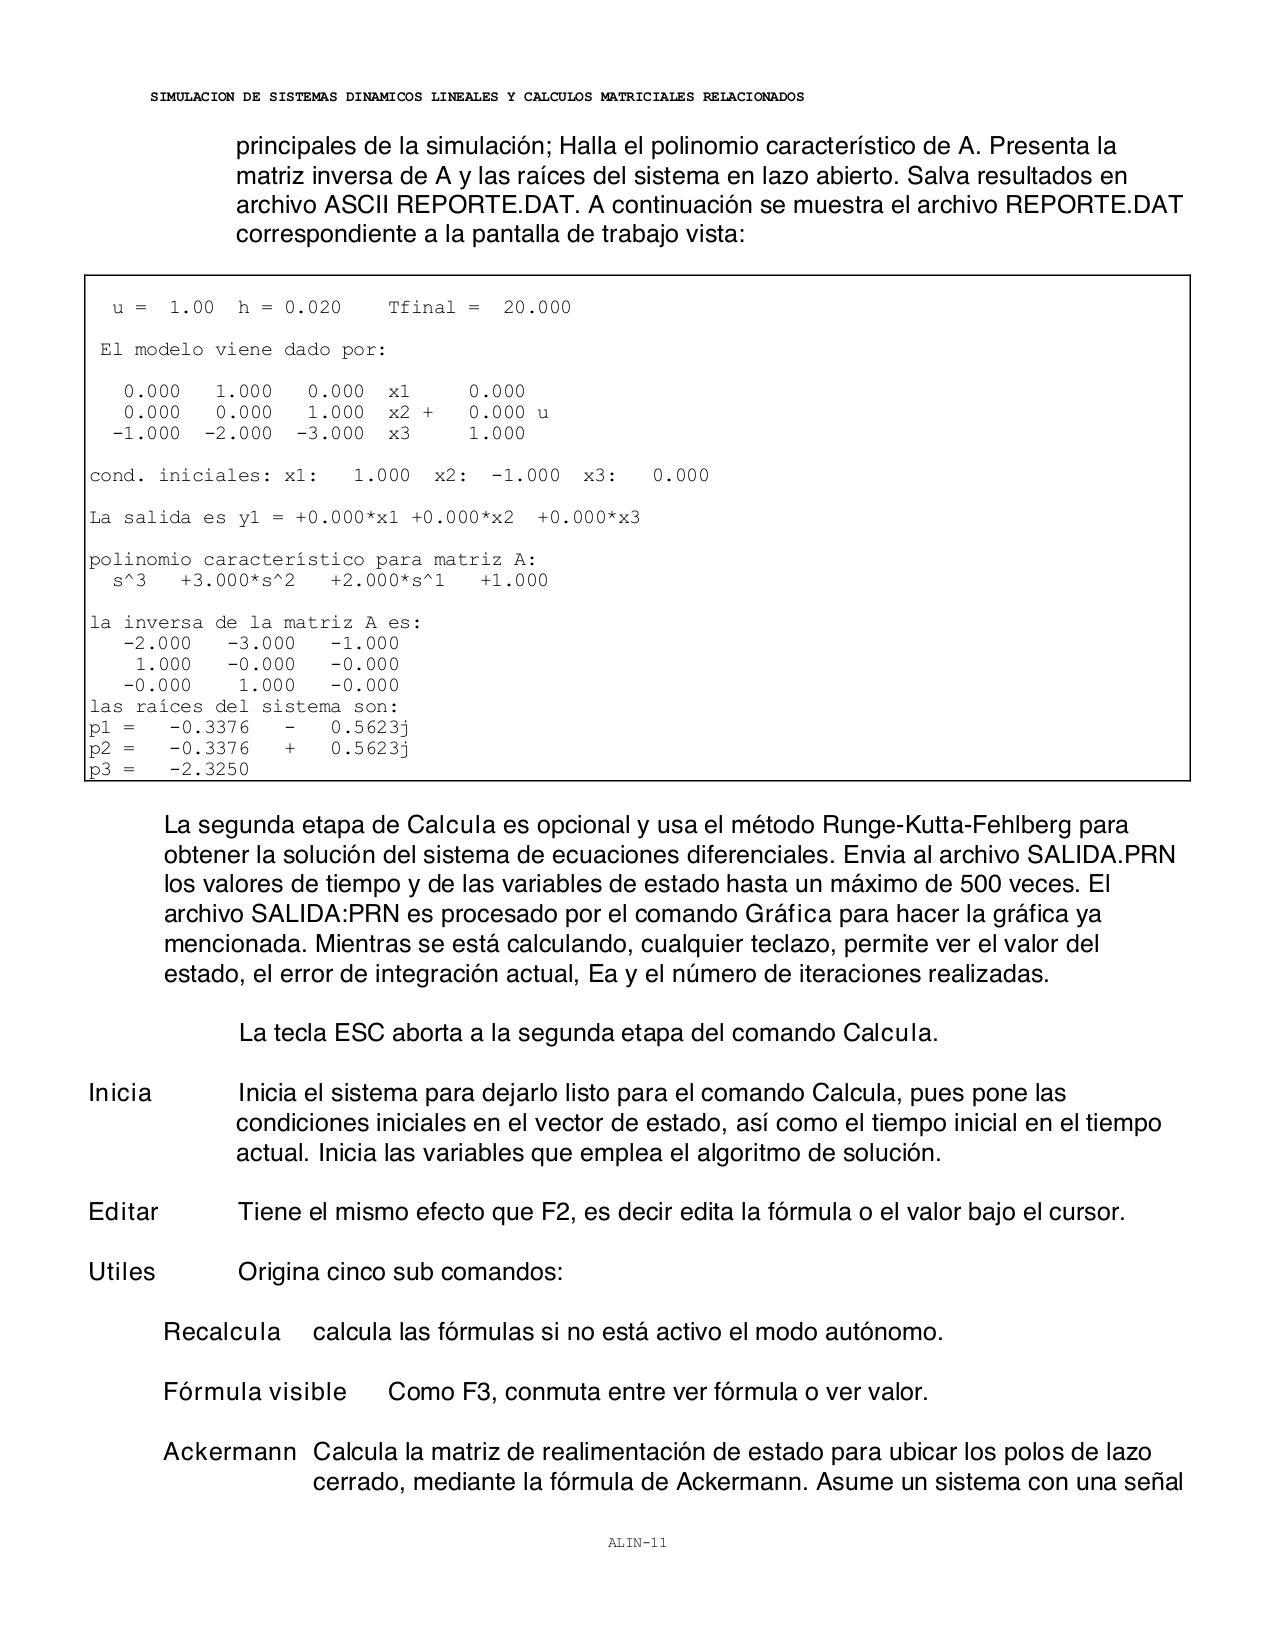 SIMULACION DE SISTEMAS DINAMICOS LINEALES Y CALCULOS MATRICIALES RELACIONADOS
principales de la simulación; Halla el polinomio característico de A. Presenta la
matriz inversa de A y las raíces del sistema en lazo abierto. Salva resultados en
archivo ASCII REPORTE.DAT. A continuación se muestra el archivo REPORTE.DAT
correspondiente a la pantalla de trabajo vista:
u =  1.00  h = 0.020    Tfinal =  20.000
El modelo viene dado por:
0.000   1.000   0.000  x1     0.000
0.000   0.000   1.000  x2 +   0.000 u
-1.000  -2.000  -3.000  x3     1.000
cond. iniciales: x1:   1.000  x2:  -1.000  x3:   0.000
La salida es y1 = +0.000*x1 +0.000*x2  +0.000*x3
polinomio característico para matriz A:
s^3   +3.000*s^2   +2.000*s^1   +1.000
la inversa de la matriz A es:
-2.000   -3.000   -1.000
1.000   -0.000   -0.000
-0.000    1.000   -0.000
las raíces del sistema son:
p1 =   -0.3376   -   0.5623j
p2 =   -0.3376   +   0.5623j
p3 =   -2.3250
La segunda etapa de Calcula es opcional y usa el método Runge-Kutta-Fehlberg para
obtener la solución del sistema de ecuaciones diferenciales. Envia al archivo SALIDA.PRN
los valores de tiempo y de las variables de estado hasta un máximo de 500 veces. El
archivo SALIDA:PRN es procesado por el comando Gráfica para hacer la gráfica ya
mencionada. Mientras se está calculando, cualquier teclazo, permite ver el valor del
estado, el error de integración actual, Ea y el número de iteraciones realizadas.
La tecla ESC aborta a la segunda etapa del comando Calcula.
Inicia Inicia el sistema para dejarlo listo para el comando Calcula, pues pone las
condiciones iniciales en el vector de estado, así como el tiempo inicial en el tiempo
actual. Inicia las variables que emplea el algoritmo de solución.
Editar Tiene el mismo efecto que F2, es decir edita la fórmula o el valor bajo el cursor.
Utiles Origina cinco sub comandos:
Recalcula calcula las fórmulas si no está activo el modo autónomo.
Fórmula visible Como F3, conmuta entre ver fórmula o ver valor.
Ackermann Calcula la matriz de realimentación de estado para ubicar los polos de lazo
cerrado, mediante la fórmula de Ackermann. Asume un sistema con una señal
ALIN-11